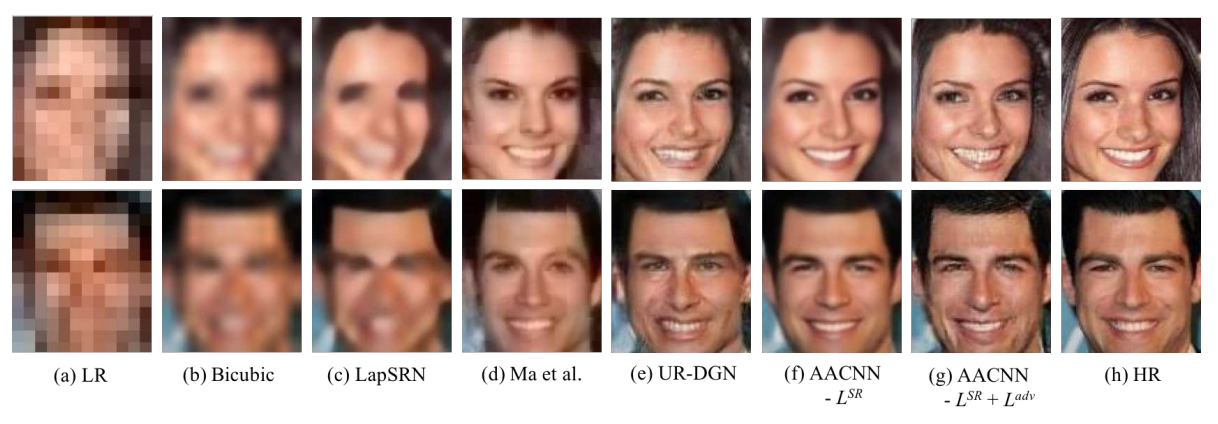 (a) LR
(b) Bicubic
(c) LapSRN
(d) Ma et al.
(e) UR-DGN
(f) AACNN
- L^SR
(g) AACNN
- L^SR + L^adv
(h) HR